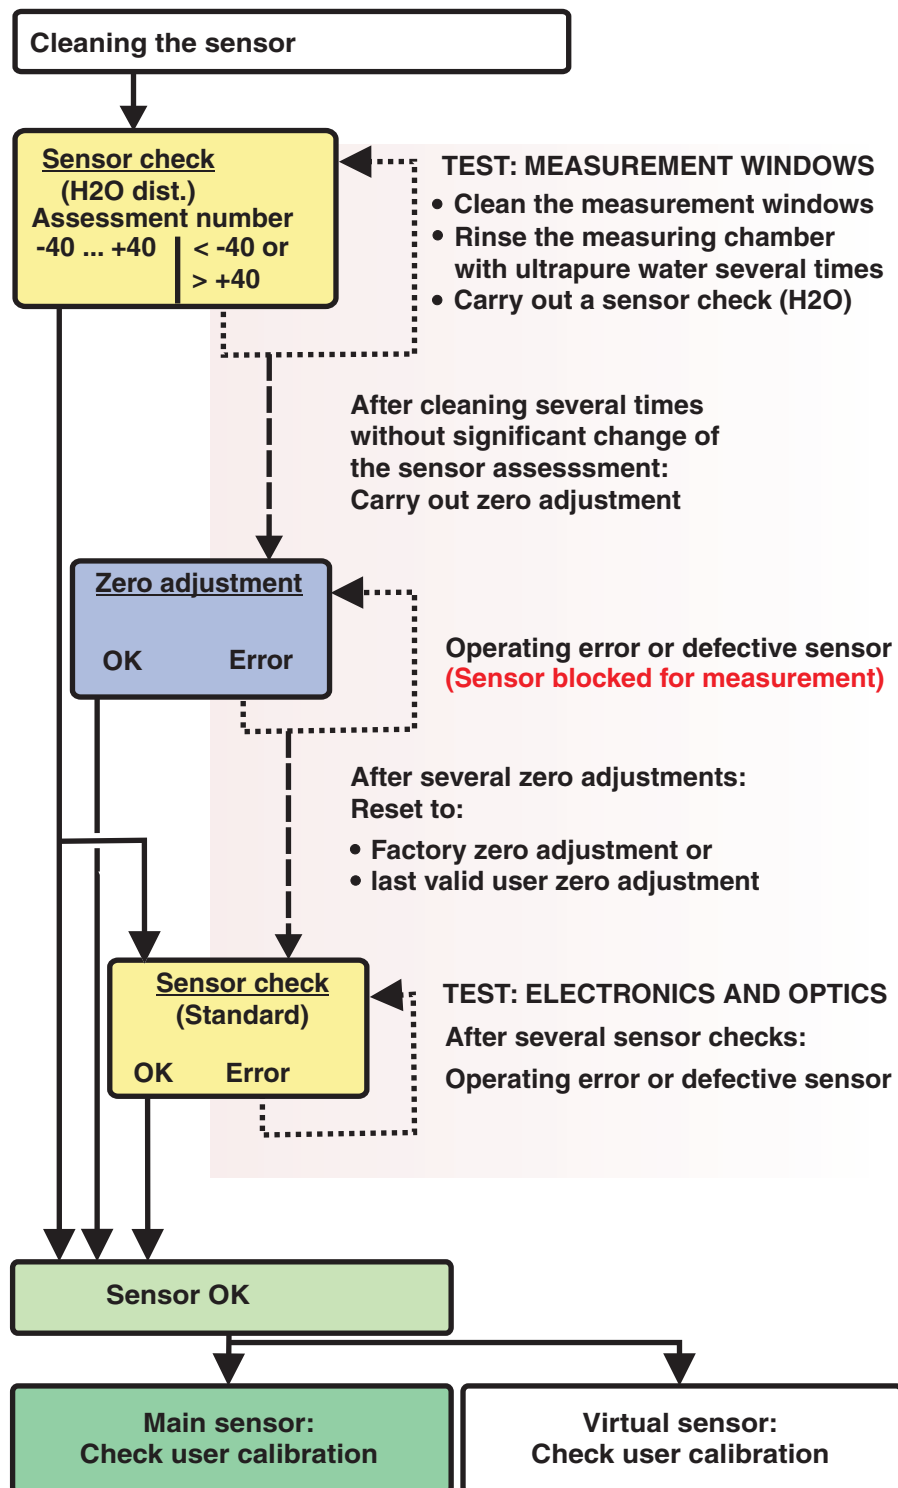 Cleaning the sensor
Sensor check
(H2O dist.)
Assessment number
-40 ... +40
< -40 or
> +40
TEST: MEASUREMENT WINDOWS
• Clean the measurement windows
• Rinse the measuring chamber
with ultrapure water several times
• Carry out a sensor check (H2O)
After cleaning several times
without significant change of
the sensor assesssment:
Carry out zero adjustment
Zero adjustment
OK Error
Operating error or defective sensor
(Sensor blocked for measurement)
After several zero adjustments:
Reset to:
• Factory zero adjustment or
• last valid user zero adjustment
Sensor check
(Standard)
OK Error
TEST: ELECTRONICS AND OPTICS
After several sensor checks:
Operating error or defective sensor
Sensor OK
Main sensor:
Check user calibration
Virtual sensor:
Check user calibration